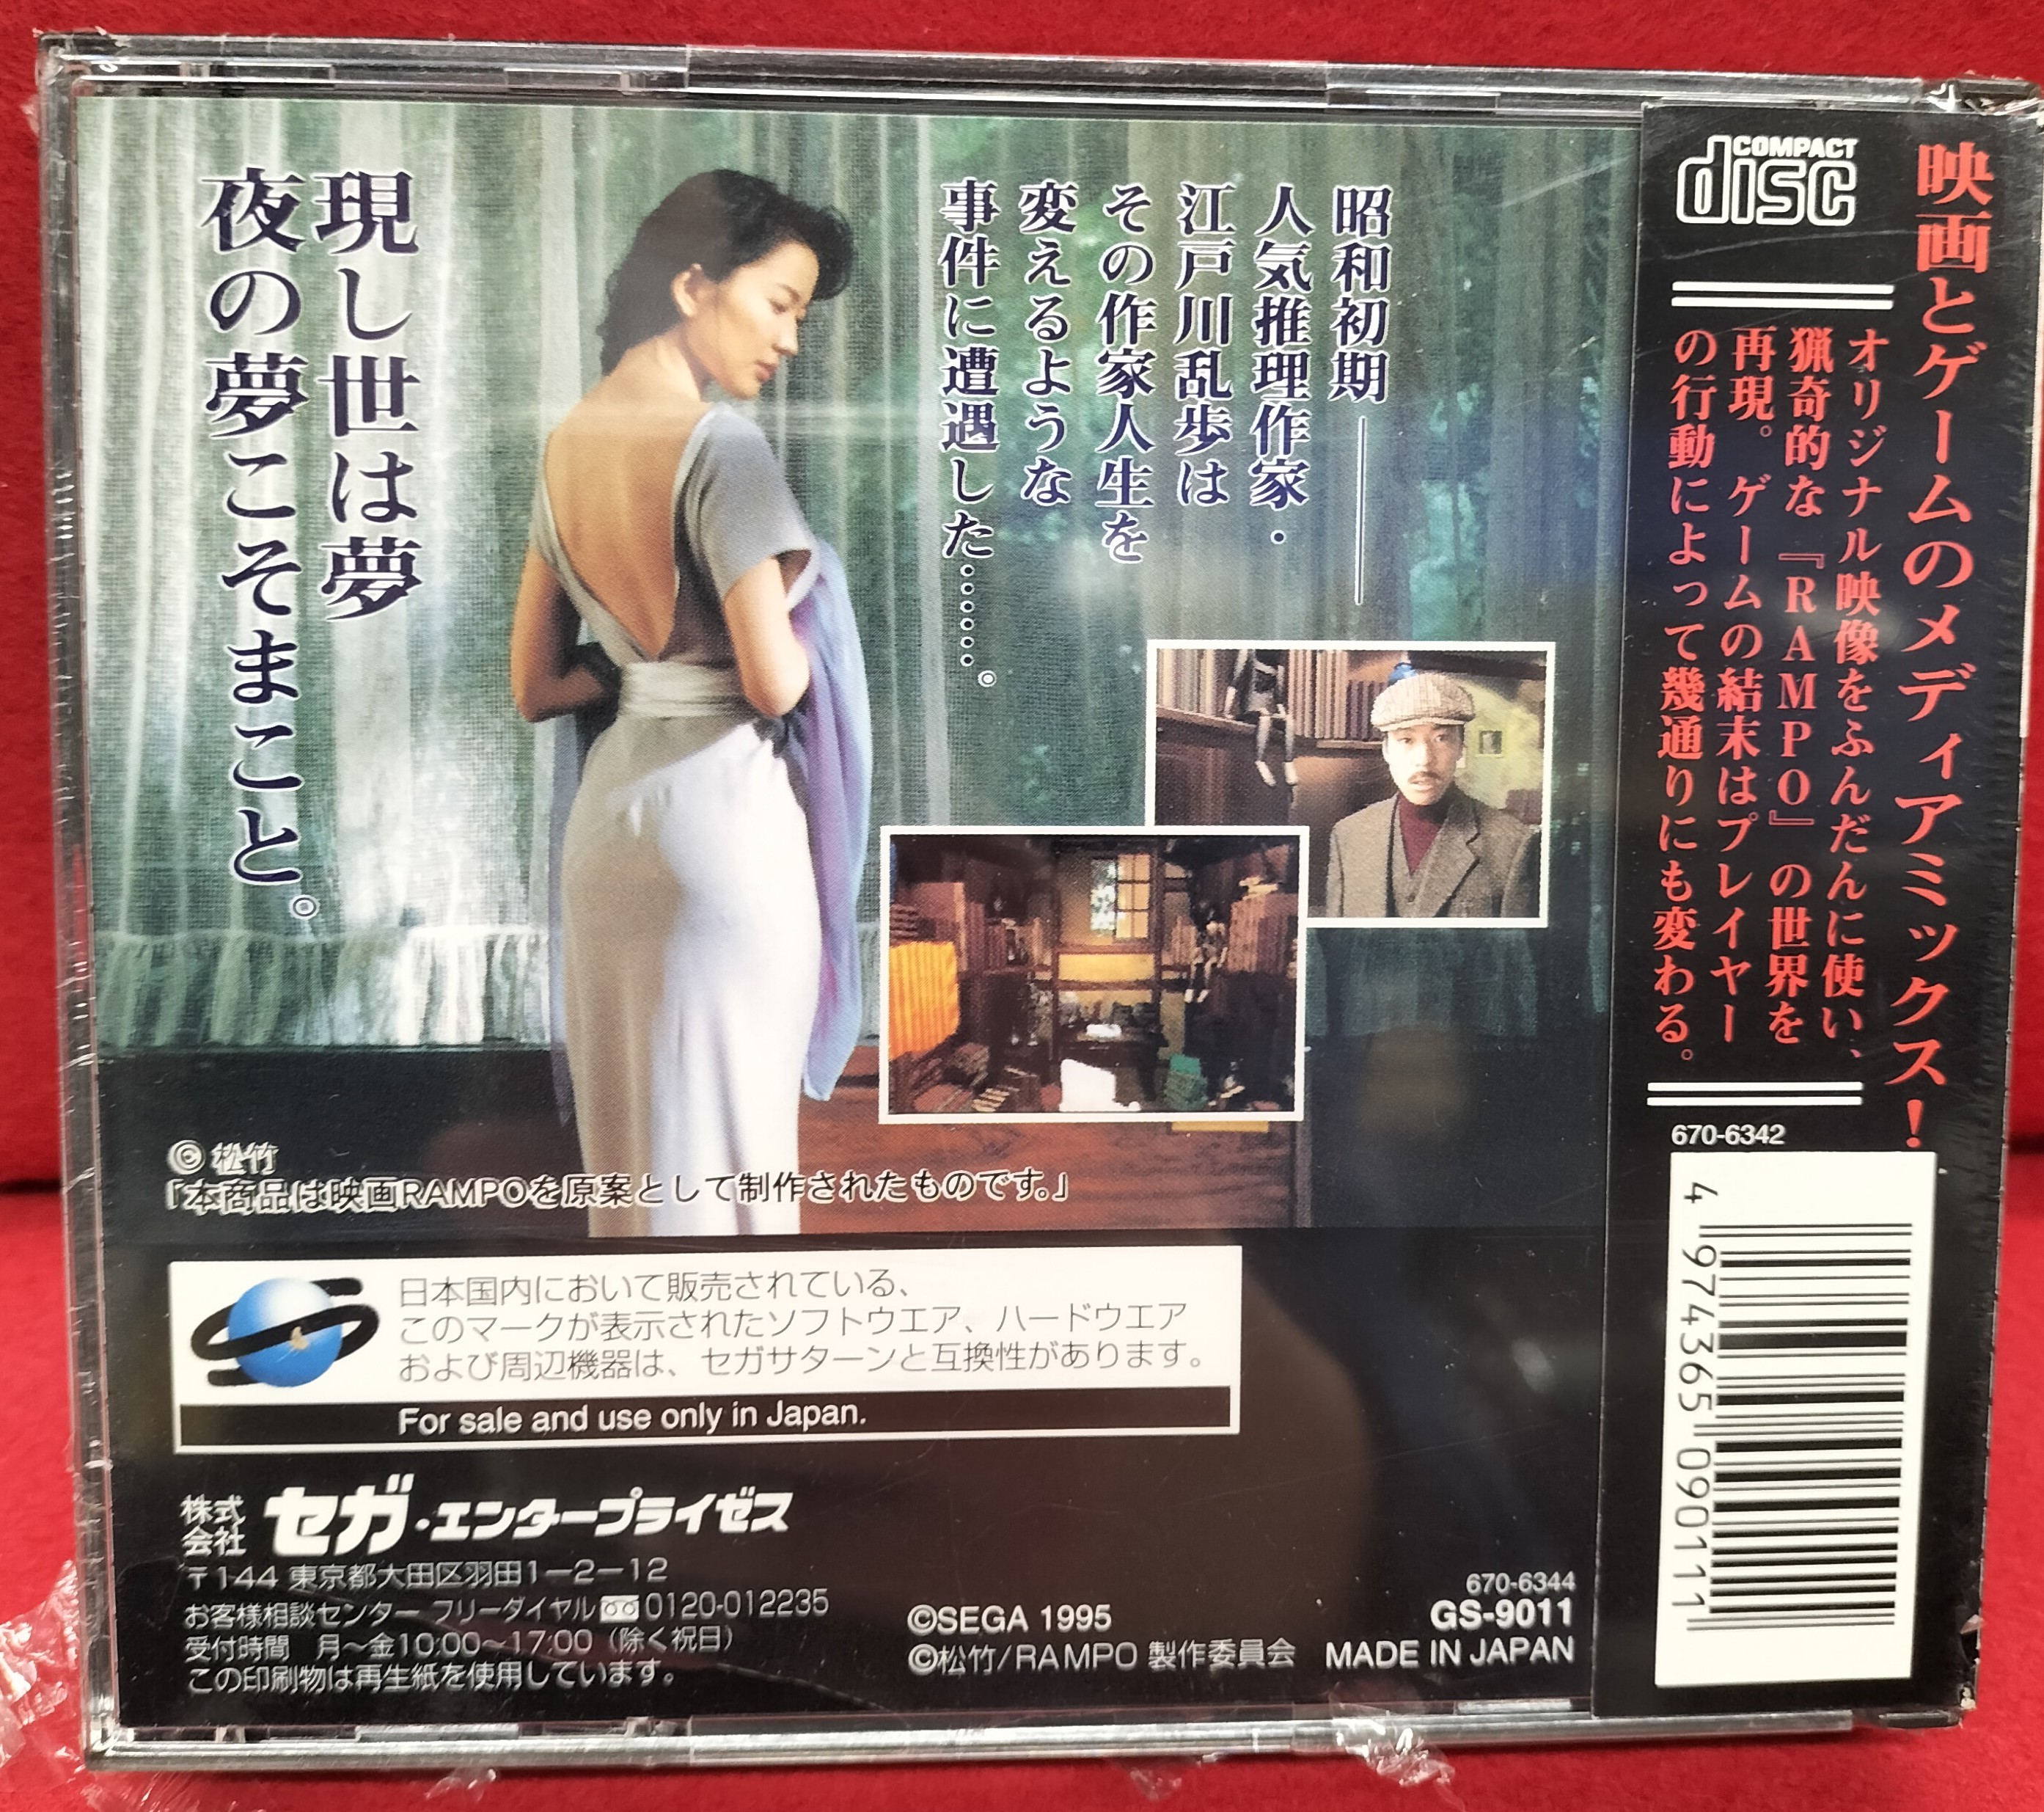 現し世は夢
夜の夢こそまこと。
昭和初期――
人気推理作家・
江戸川乱歩は
その作家人生を
変えるような
事件に遭遇した……。
© 松竹
「本商品は映画RAMPOを原案として制作されたものです。」
日本国内において販売されている、
このマークが表示されたソフトウエア、ハードウエア
および周辺機器は、セガサターンと互換性があります。
For sale and use only in Japan.
株式会社 セガ・エンタープライゼス
〒144 東京都大田区羽田1－2－12
お客様相談センター フリーダイヤル 0120-012235
受付時間 月～金10:00～17:00（除く祝日）
この印刷物は再生紙を使用しています。
©SEGA 1995
©松竹/RAMPO 製作委員会
670-6344
GS-9011
MADE IN JAPAN
COMPACT
disc
映画とゲームのメディアミックス！
オリジナル映像をふんだんに使い、
猟奇的な『RAMPO』の世界を
再現。ゲームの結末はプレイヤー
の行動によって幾通りにも変わる。
670-6342
4 974365 090111